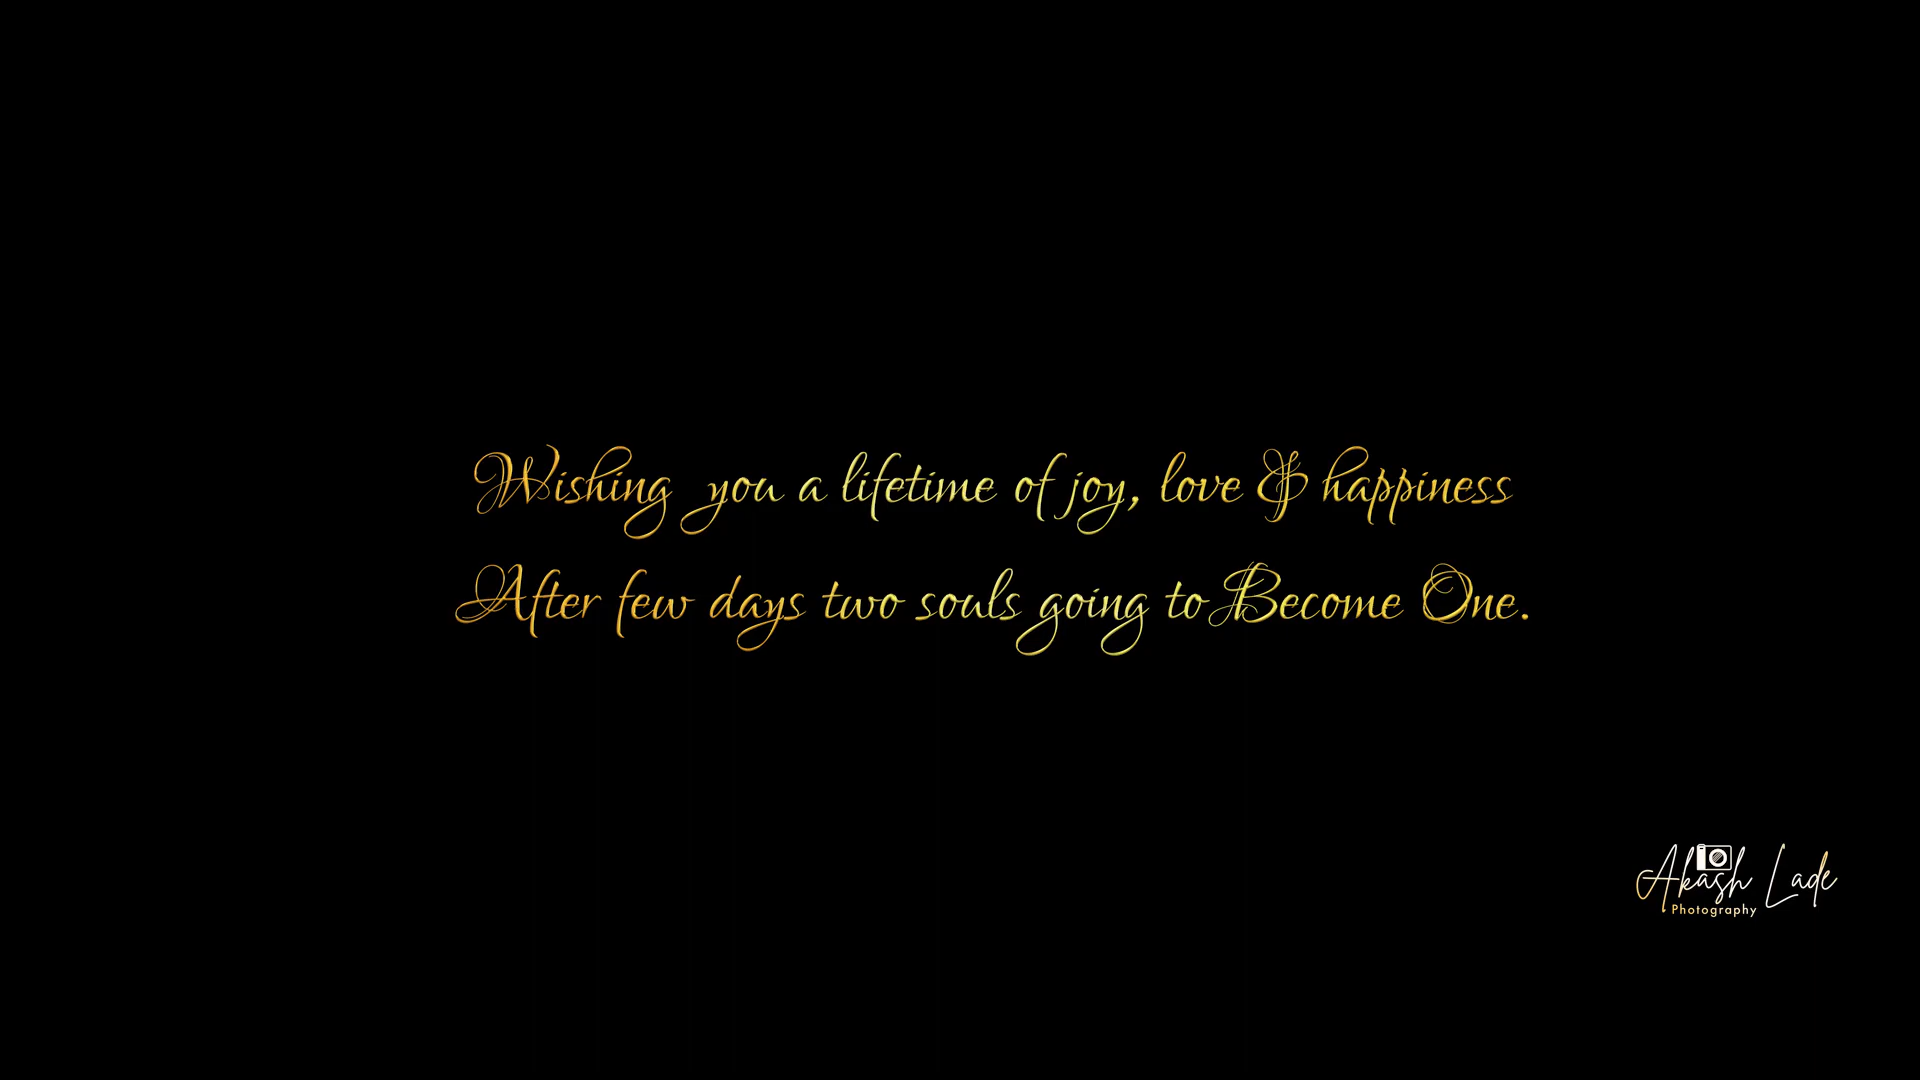 Wishing you a lifetime of joy, love & happiness
After few days two souls going to Become One.
Akash Lade
Photography